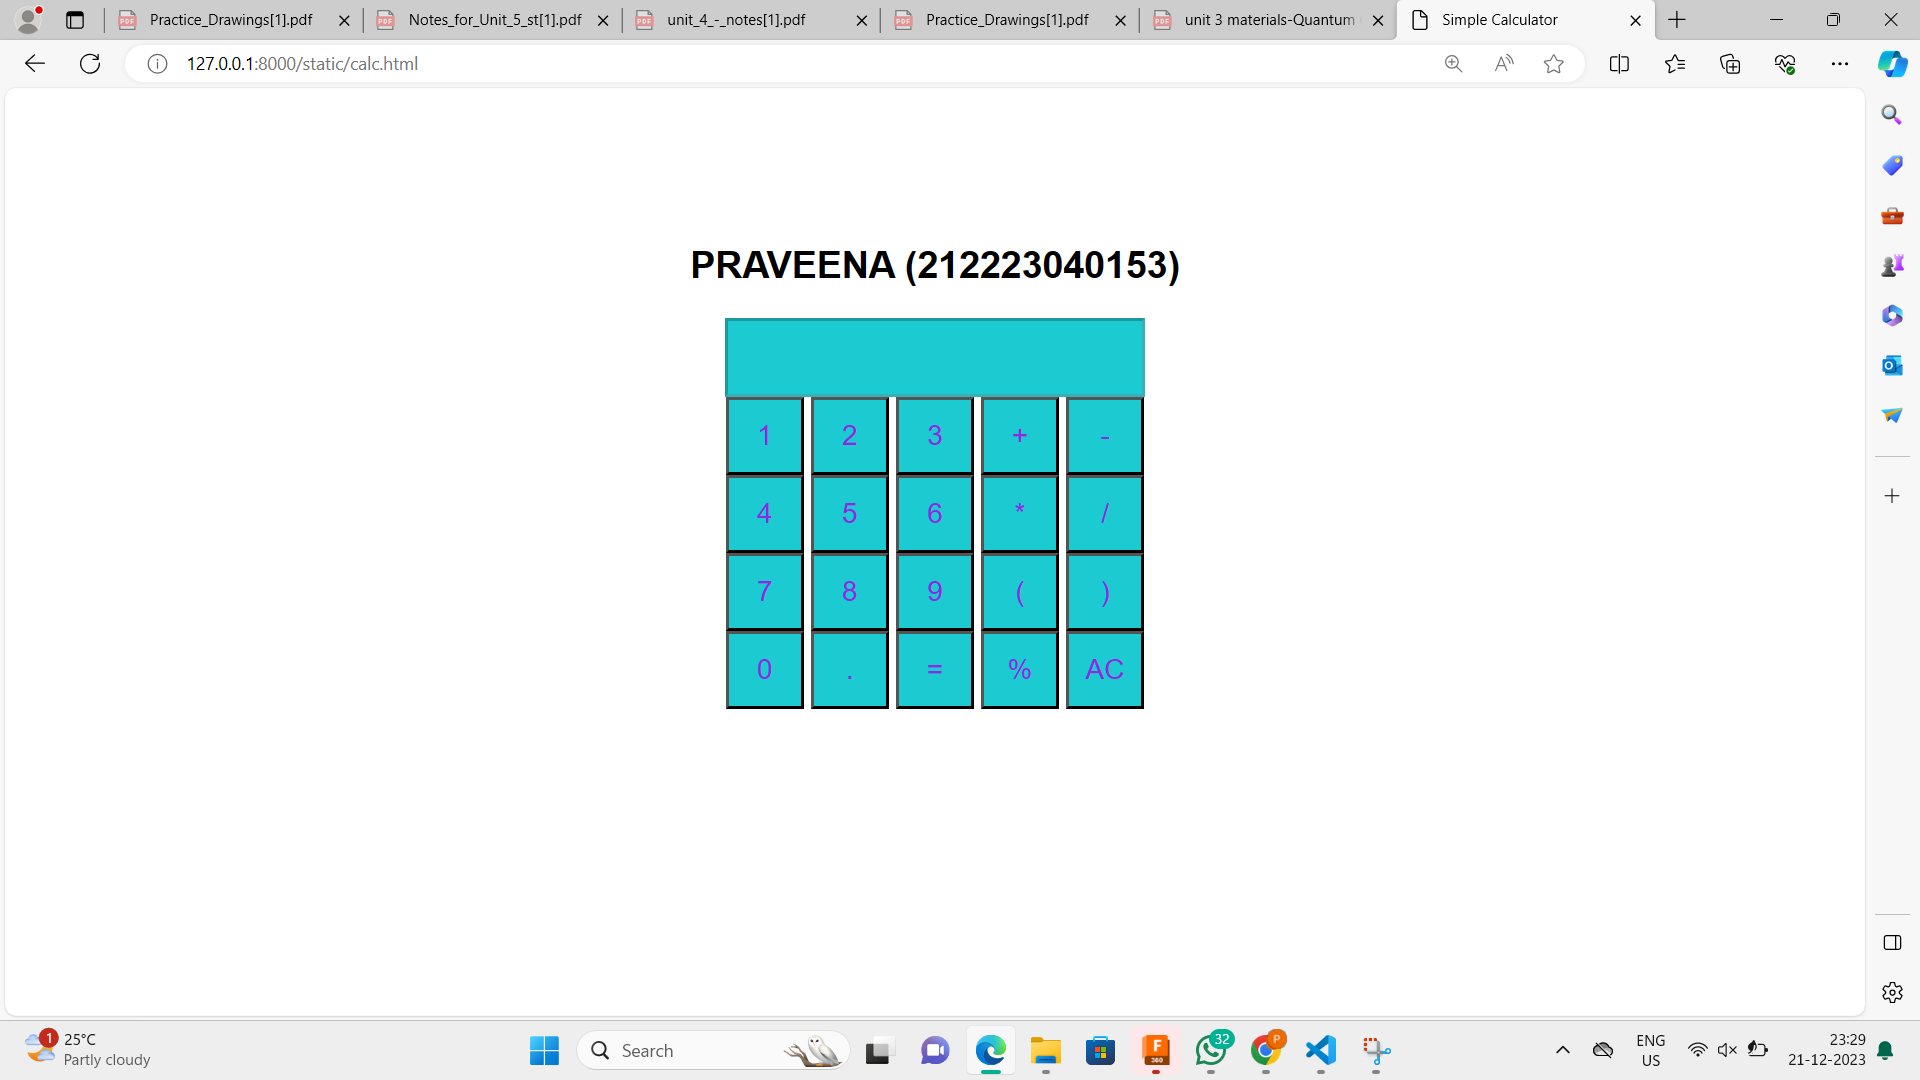 Practice_Drawings[1].pdf
Notes_for_Unit_5_st[1].pdf
unit_4_-_notes[1].pdf
Practice_Drawings[1].pdf
unit 3 materials-Quantum
Simple Calculator
127.0.0.1:8000/static/calc.html
PRAVEENA (212223040153)
1 2 3 + -
4 5 6 * /
7 8 9 ( )
0 . = % AC
1
25°C
Partly cloudy
Search
F
360
32
P
ENG
US
23:29
21-12-2023